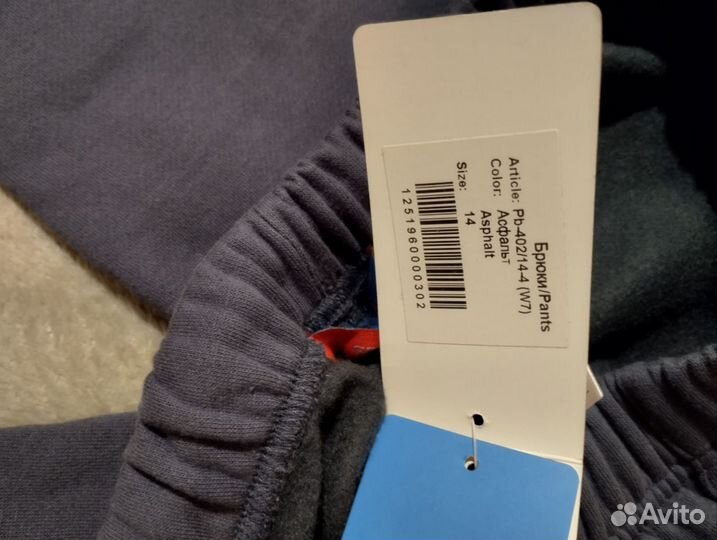 Брюки/Pants
Article: Pb-402/14-4 (W7)
Color: Асфальт
Asphalt
Size: 14
1251960000302
Avito